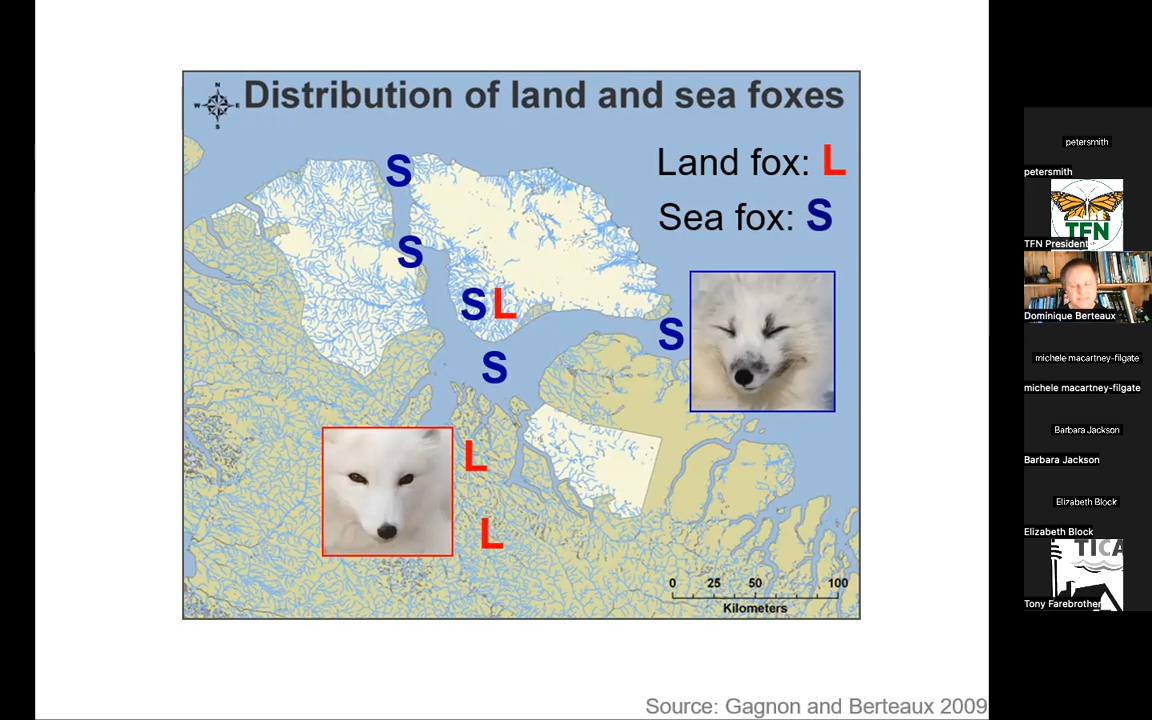 Distribution of land and sea foxes
N
W
E
S
Land fox: L
Sea fox: S
S
S
S L
S
S
L
L
0 25 50 100
Kilometers
Source: Gagnon and Berteaux 2009
petersmith
petersmith
TFN
TFN President
Dominique Berteaux
michele macartney-filgate
michele macartney-filgate
Barbara Jackson
Barbara Jackson
Elizabeth Block
Elizabeth Block
TICA
Tony Farebrother